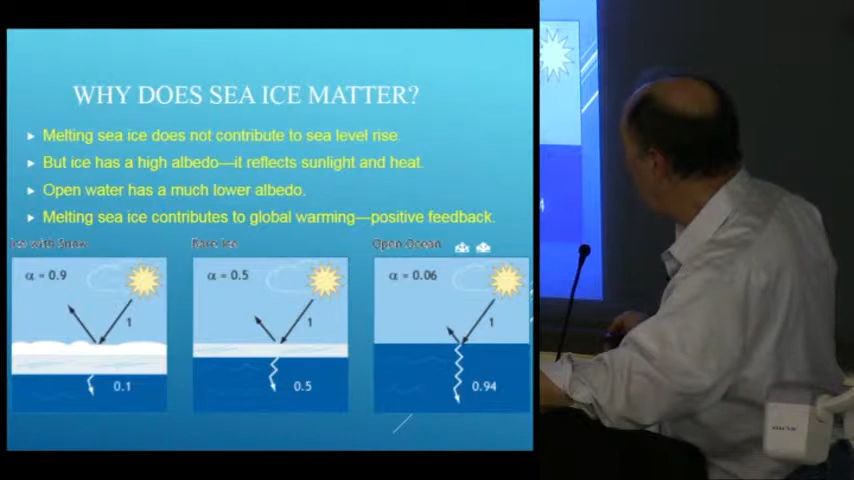 WHY DOES SEA ICE MATTER?
Melting sea ice does not contribute to sea level rise
But ice has a high albedo—it reflects sunlight and heat.
Open water has a much lower albedo.
Melting sea ice contributes to global warming—positive feedback.
Ice with Snow
Bare Ice
Open Ocean
α = 0.9
α = 0.5
α = 0.06
1
1
1
0.1
0.5
0.94